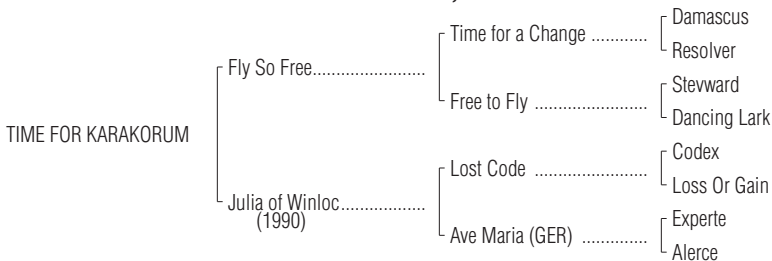 Damascus
Time for a Change ............
Resolver
Fly So Free.........................
Stevward
Free to Fly .........................
Dancing Lark
TIME FOR KARAKORUM
Codex
Lost Code .........................
Loss Or Gain
Julia of Winloc...................
(1990)
Experte
Ave Maria (GER) ..............
Alerce